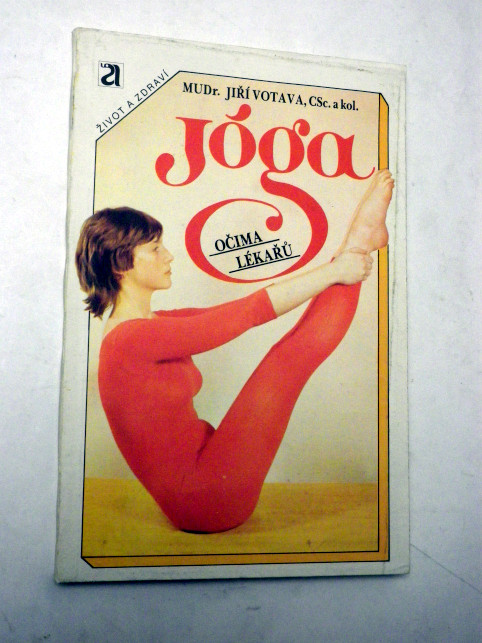 ŽIVOT A ZDRAVÍ
MUDr. JIŘÍ VOTAVA, CSc. a kol.
Jóga
OČIMA
LÉKAŘŮ